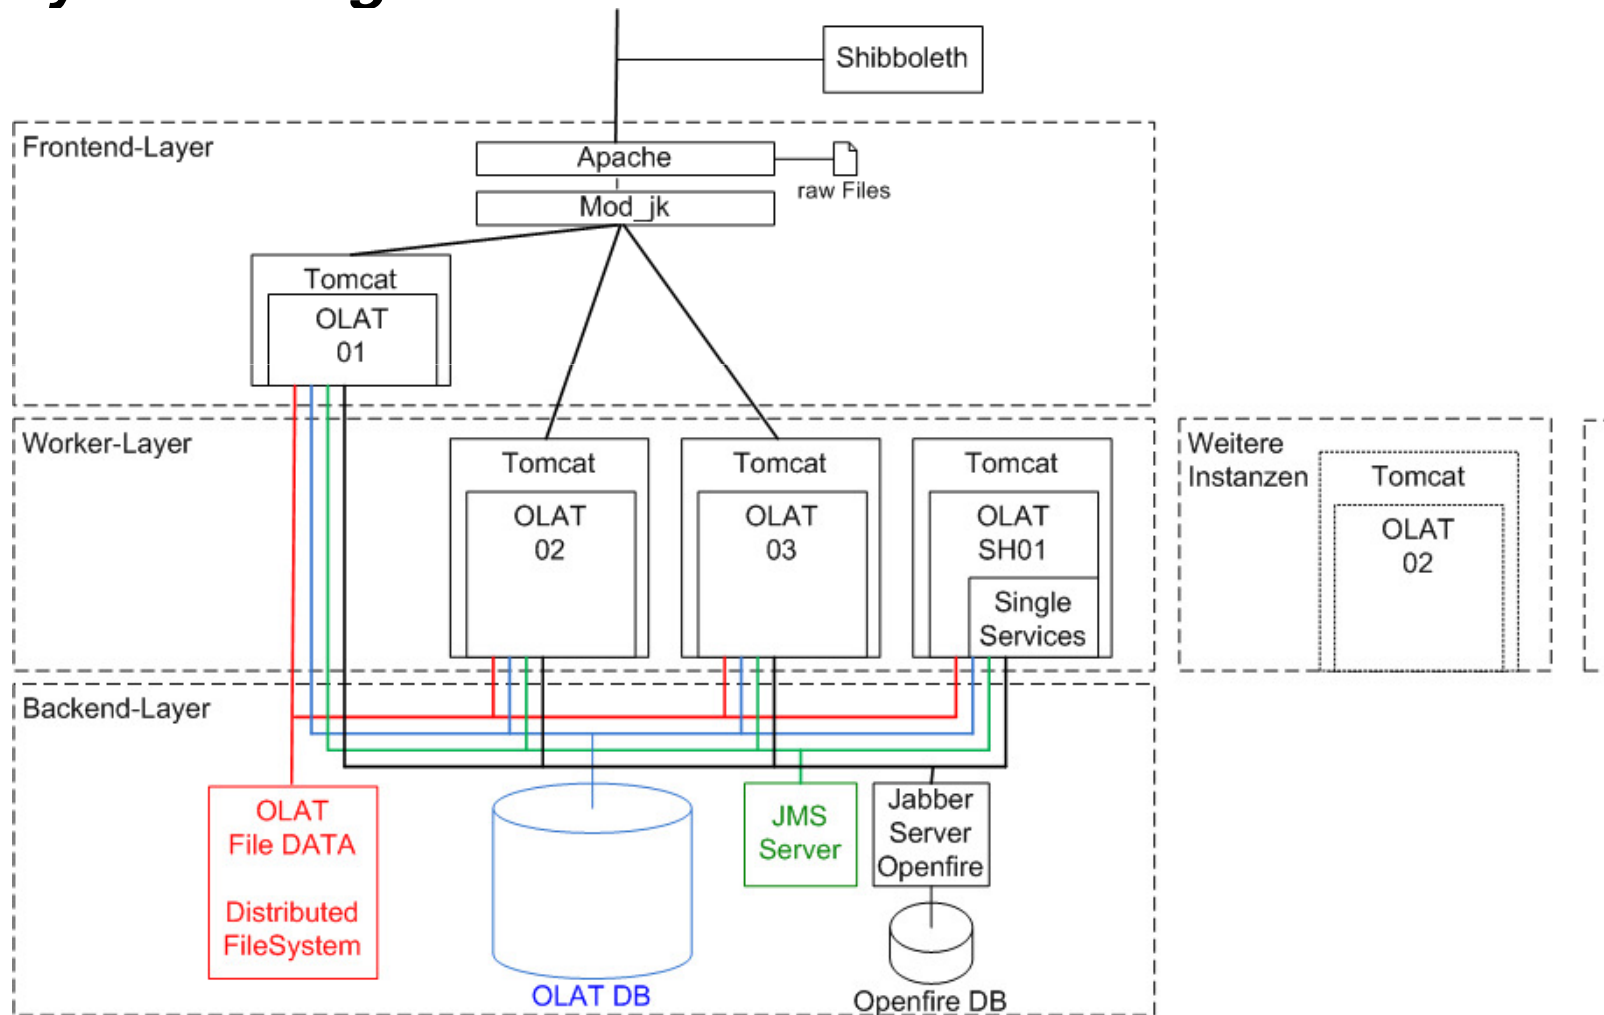 Shibboleth
Frontend-Layer
Apache
raw Files
Mod_jk
Tomcat
OLAT
01
Worker-Layer
Tomcat
OLAT
02
Tomcat
OLAT
03
Tomcat
OLAT
SH01
Single
Services
Weitere
Instanzen
Tomcat
OLAT
02
Backend-Layer
OLAT
File DATA
Distributed
FileSystem
OLAT DB
JMS
Server
Jabber
Server
Openfire
Openfire DB